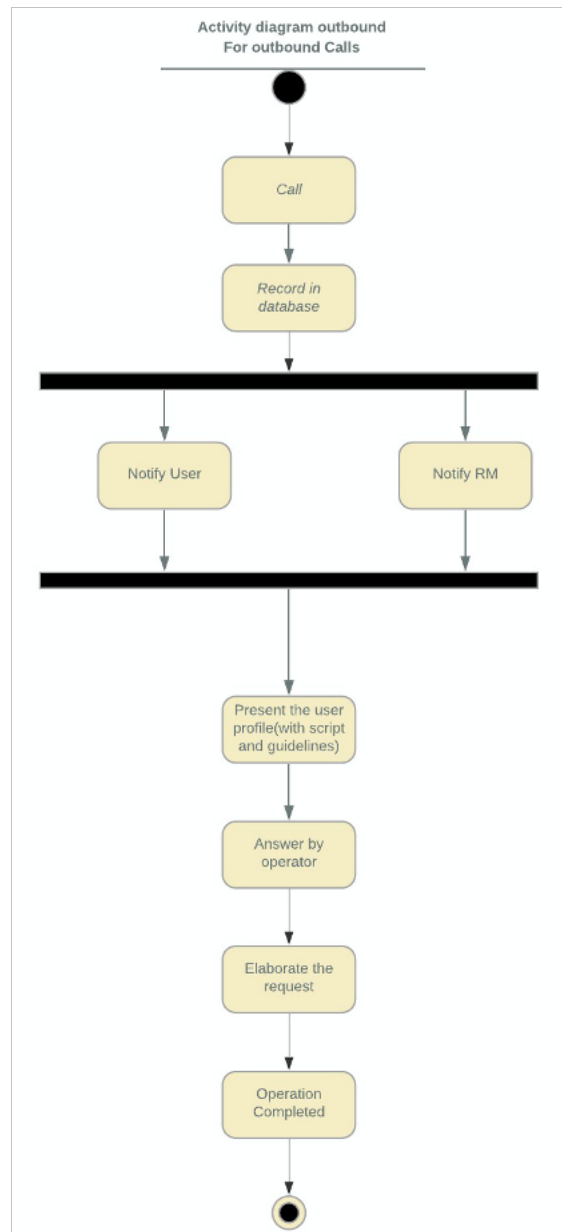 Activity diagram outbound
For outbound Calls
Call
Record in
database
Notify User
Notify RM
Present the user
profile(with script
and guidelines)
Answer by
operator
Elaborate the
request
Operation
Completed